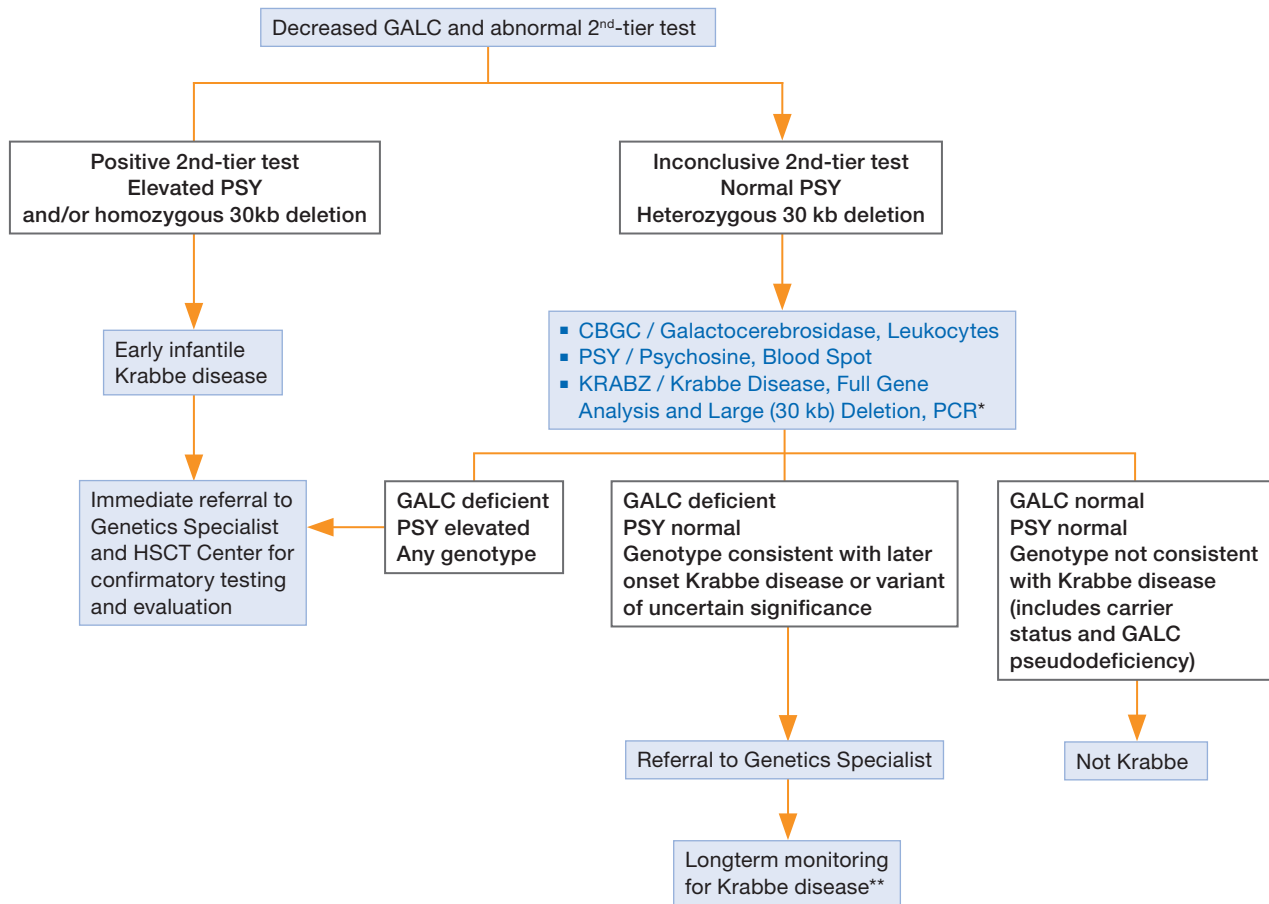 Decreased GALC and abnormal 2nd-tier test
Positive 2nd-tier test
Elevated PSY
and/or homozygous 30kb deletion
Inconclusive 2nd-tier test
Normal PSY
Heterozygous 30 kb deletion
Early infantile
Krabbe disease
▪ CBGC / Galactocerebrosidase, Leukocytes
▪ PSY / Psychosine, Blood Spot
▪ KRABZ / Krabbe Disease, Full Gene
Analysis and Large (30 kb) Deletion, PCR*
Immediate referral to
Genetics Specialist
and HSCT Center for
confirmatory testing
and evaluation
GALC deficient
PSY elevated
Any genotype
GALC deficient
PSY normal
Genotype consistent with later
onset Krabbe disease or variant
of uncertain significance
GALC normal
PSY normal
Genotype not consistent
with Krabbe disease
(includes carrier
status and GALC
pseudodeficiency)
Referral to Genetics Specialist
Not Krabbe
Longterm monitoring
for Krabbe disease**